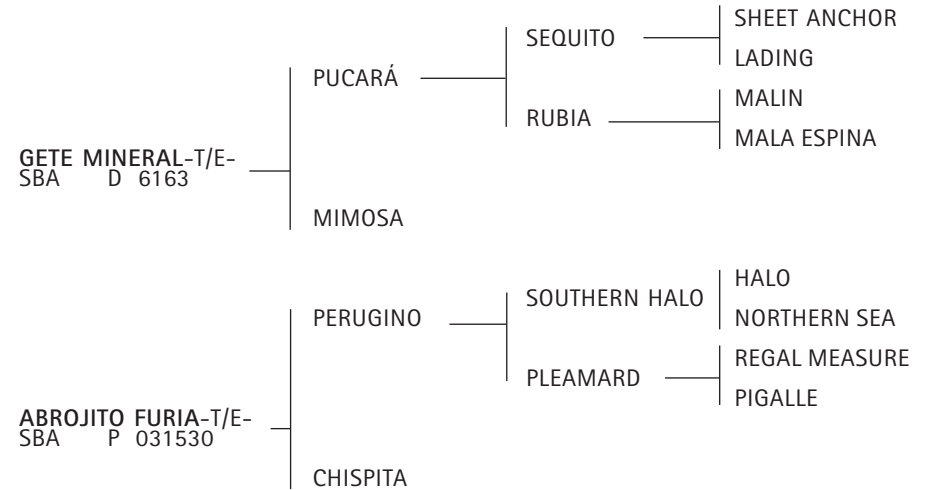 SHEET ANCHOR
SEQUITO
LADING
PUCARÁ
MALIN
RUBIA
MALA ESPINA
GETE MINERAL-T/E-
SBA D 6163
MIMOSA
HALO
SOUTHERN HALO
PERUGINO
NORTHERN SEA
REGAL MEASURE
PLEAMARD
PIGALLE
ABROJITO FURIA-T/E-
SBA P 031530
CHISPITA